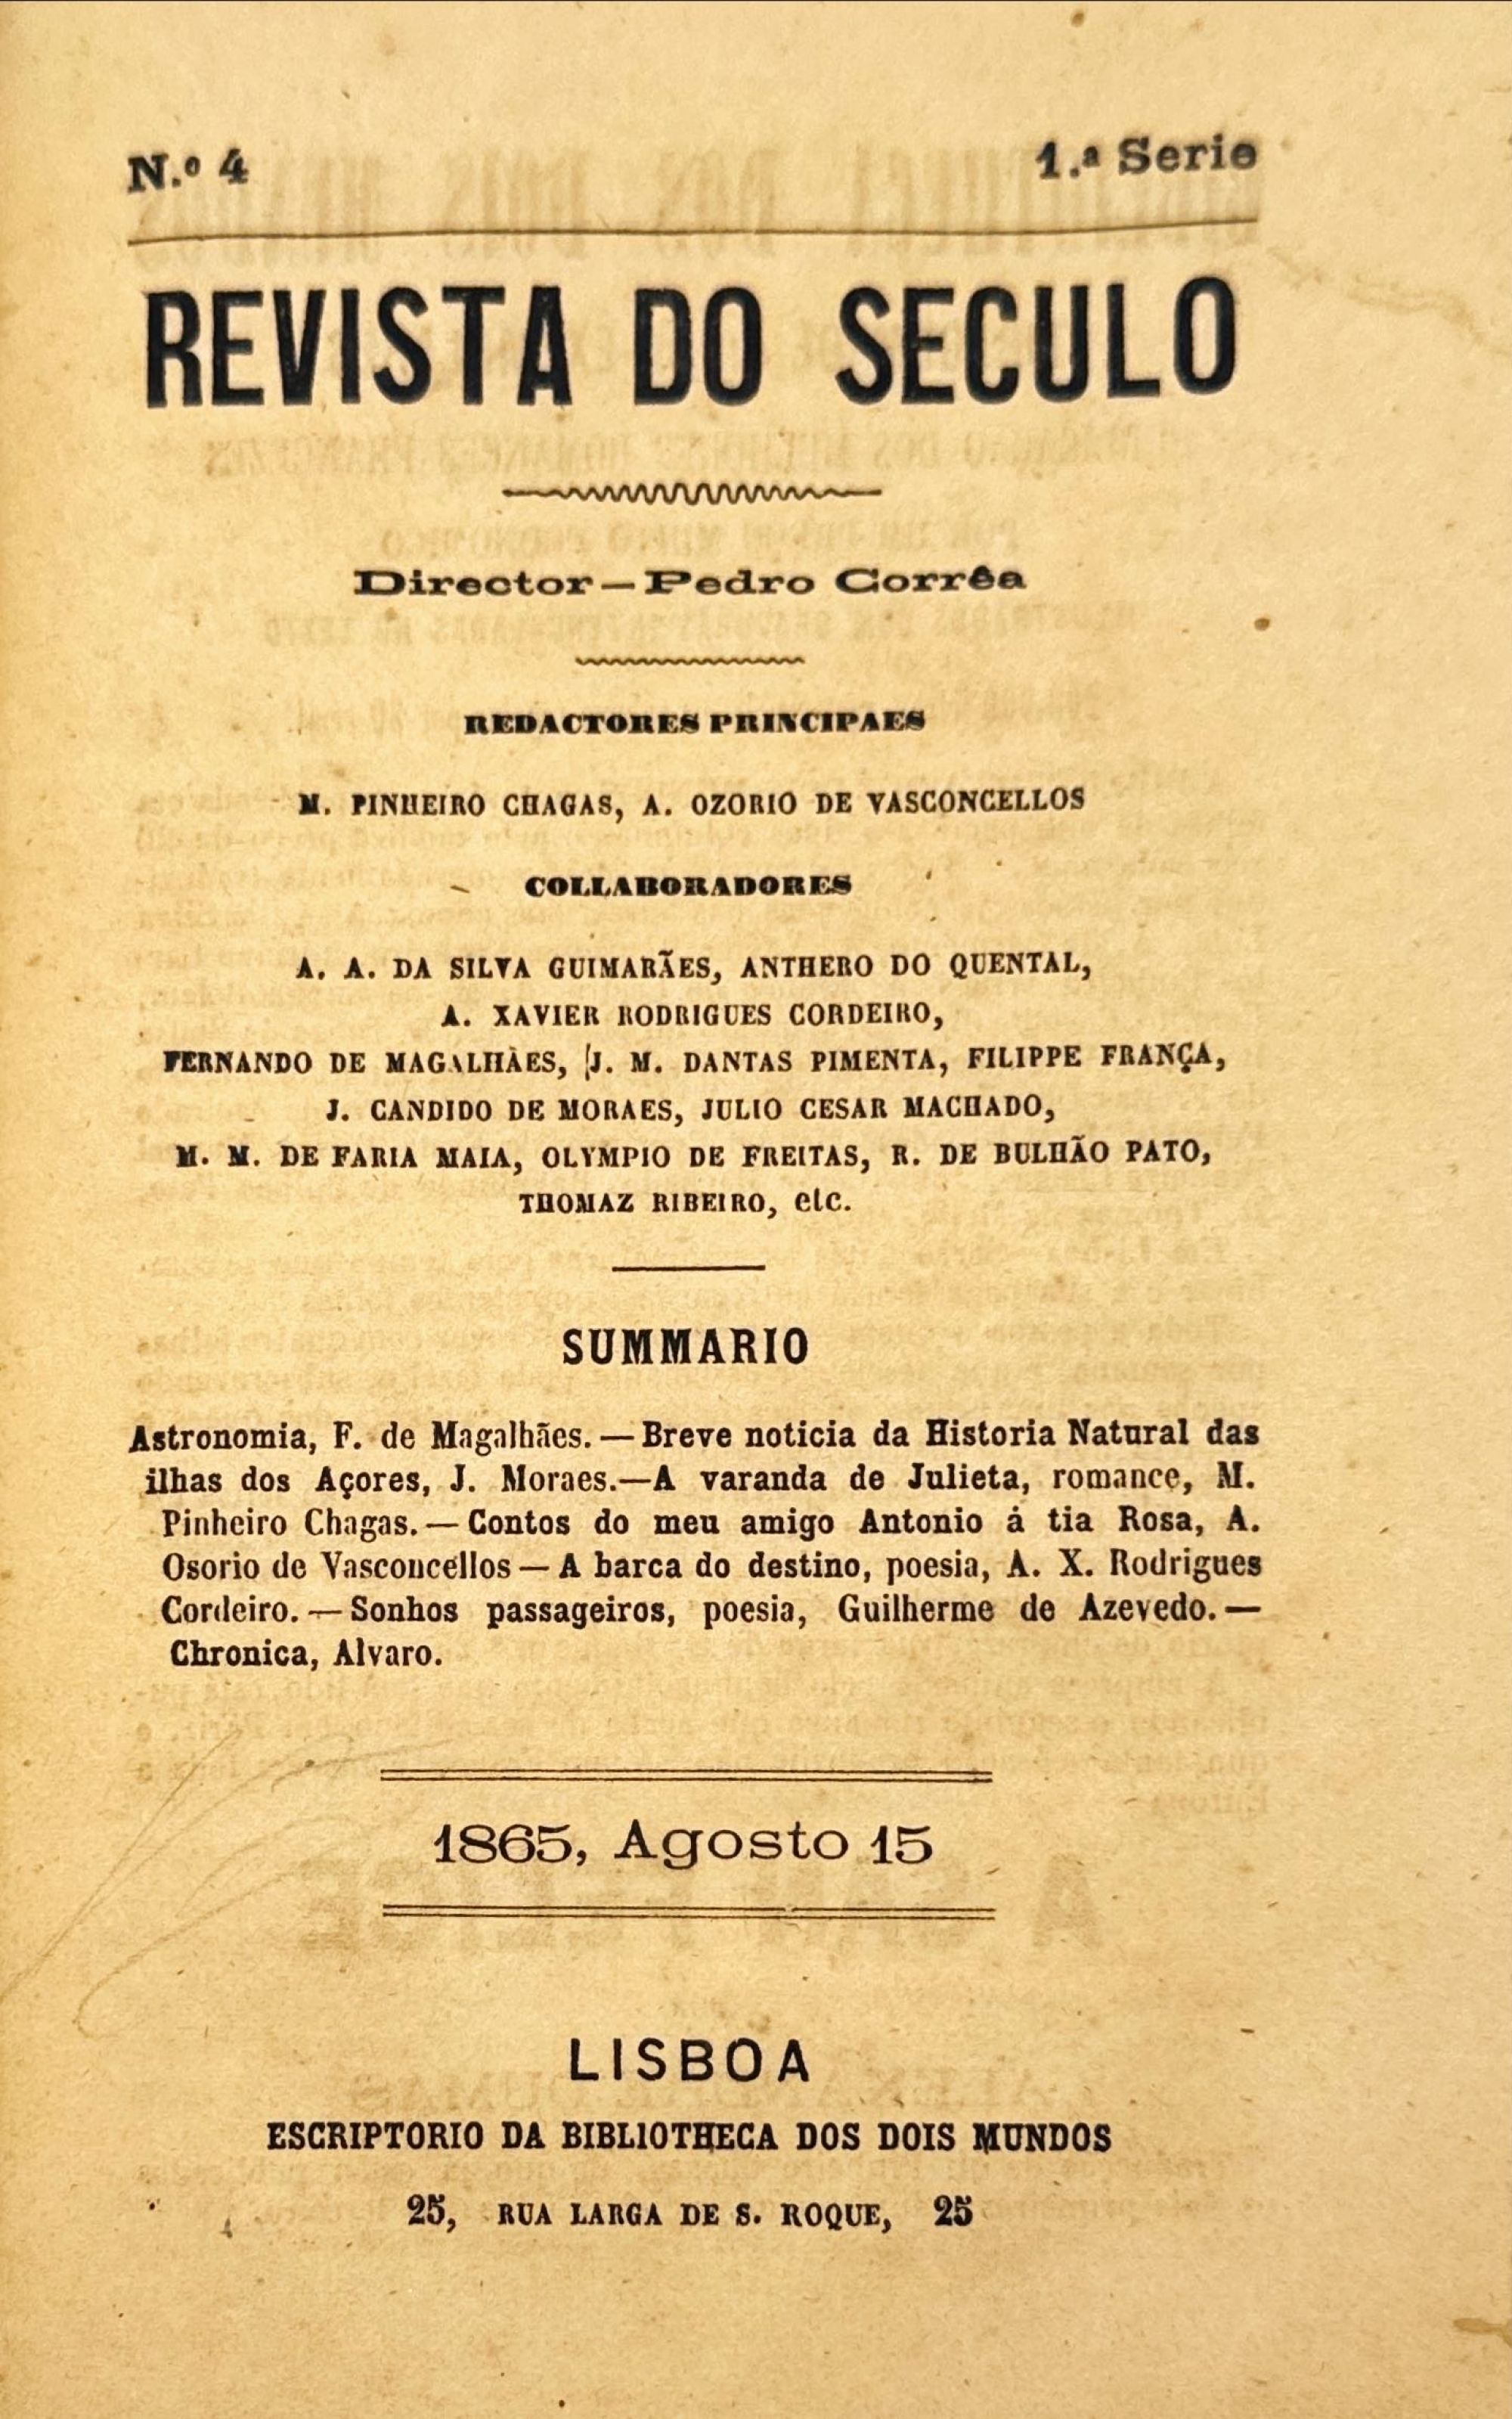 N.º 4 1.ª Serie
REVISTA DO SECULO
Director—Pedro Corrêa
REDACTORES PRINCIPAES
M. PINHEIRO CHAGAS, A. OZORIO DE VASCONCELLOS
COLLABORADORES
A. A. DA SILVA GUIMARÃES, ANTHERO DO QUENTAL,
A. XAVIER RODRIGUES CORDEIRO,
FERNANDO DE MAGALHÃES, J. M. DANTAS PIMENTA, FILIPPE FRANÇA,
J. CANDIDO DE MORAES, JULIO CESAR MACHADO,
M. M. DE FARIA MAIA, OLYMPIO DE FREITAS, R. DE BULHÃO PATO,
THOMAZ RIBEIRO, etc.
SUMMARIO
Astronomia, F. de Magalhães.—Breve noticia da Historia Natural das
ilhas dos Açores, J. Moraes.—A varanda de Julieta, romance, M.
Pinheiro Chagas.—Contos do meu amigo Antonio á tia Rosa, A.
Osorio de Vasconcellos—A barca do destino, poesia, A. X. Rodrigues
Cordeiro.—Sonhos passageiros, poesia, Guilherme de Azevedo.—
Chronica, Alvaro.
1865, Agosto 15
LISBOA
ESCRIPTORIO DA BIBLIOTHECA DOS DOIS MUNDOS
25, RUA LARGA DE S. ROQUE, 25